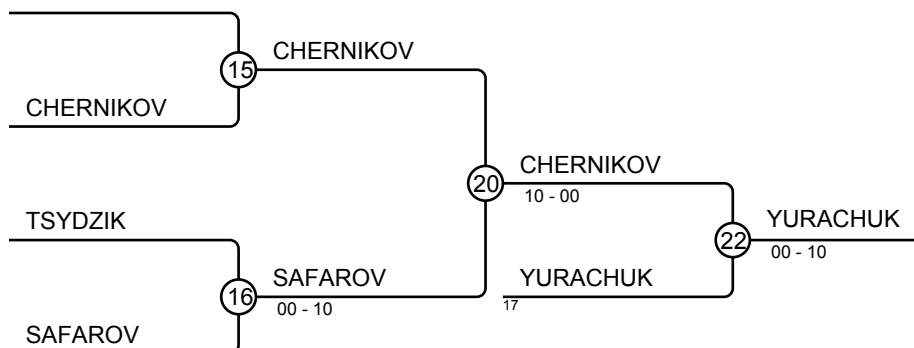 CHERNIKOV
15
CHERNIKOV
CHERNIKOV
20
10 - 00
TSYDZIK
YURACHUK
22
00 - 10
SAFAROV
YURACHUK
16
00 - 10
17
SAFAROV